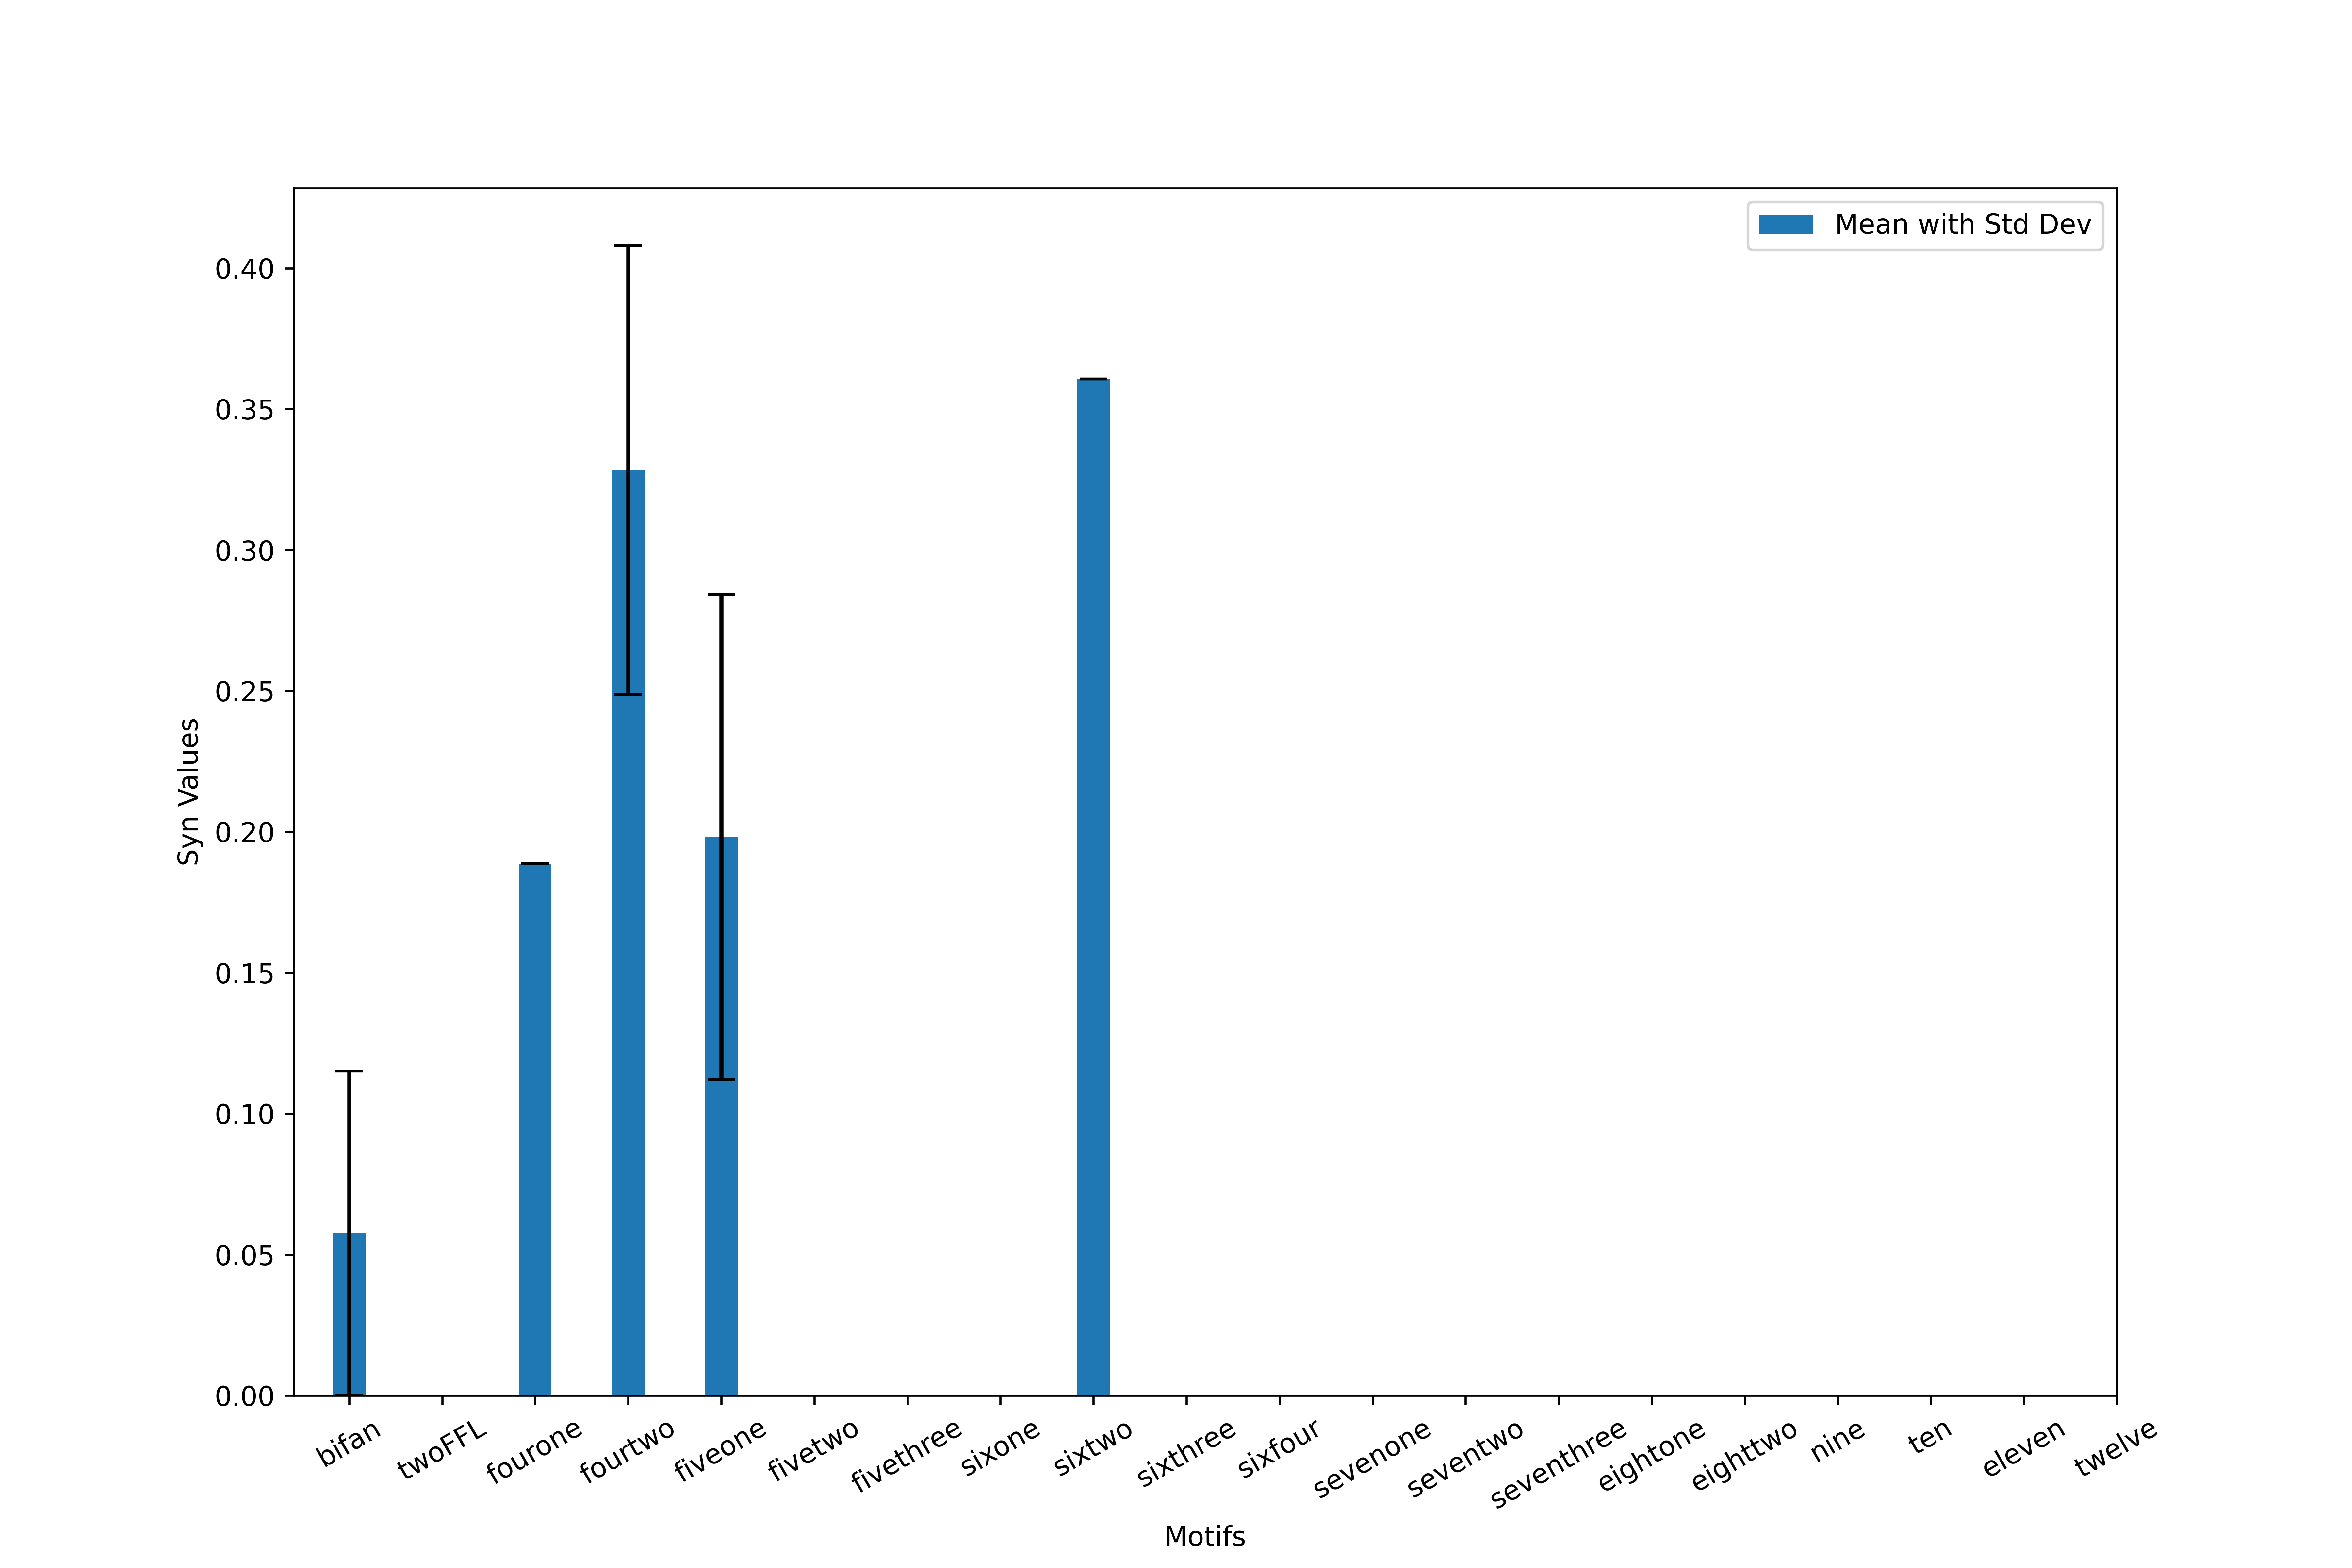 Mean with Std Dev
0.40
0.35
0.30
0.25
0.20
0.15
0.10
0.05
0.00
Syn Values
bifan
twoFFL
fourone
fourtwo
fiveone
fivetwo
fivethree
sixone
sixtwo
sixthree
sixfour
sevenone
seventwo
seventhree
eightone
eighttwo
nine
ten
eleven
twelve
Motifs